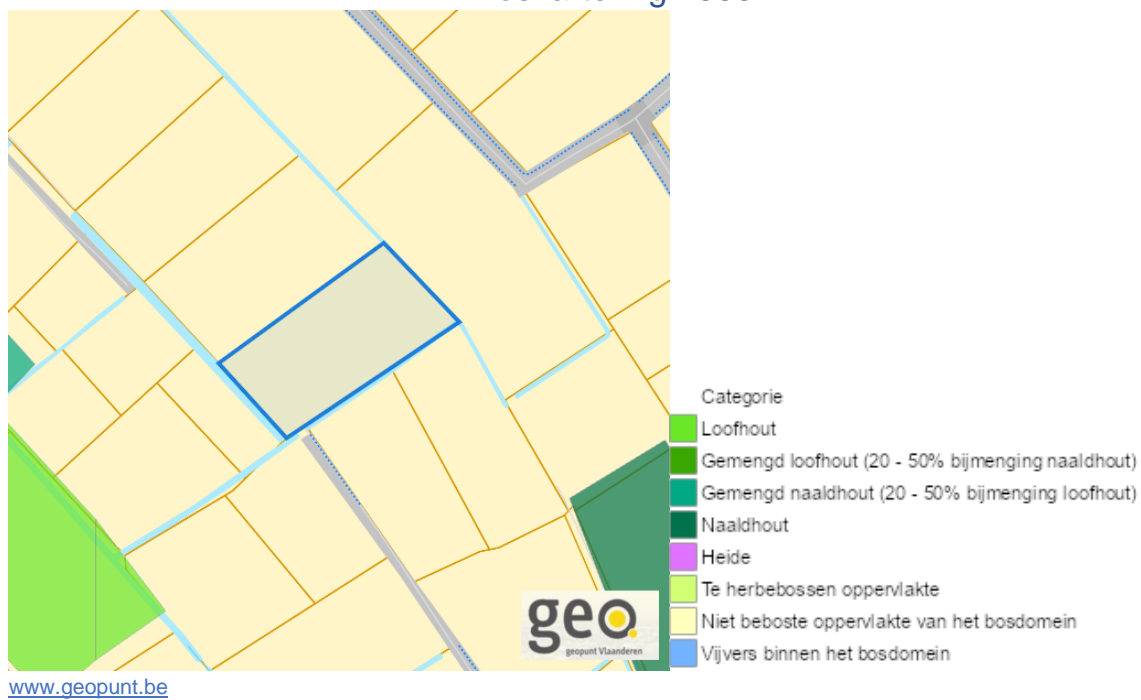 Categorie
Loofhout
Gemengd loofhout (20 - 50% bijmenging naaldhout)
Gemengd naaldhout (20 - 50% bijmenging loofhout)
Naaldhout
Heide
Te herbebossen oppervlakte
Niet beboste oppervlakte van het bosdomein
Vijvers binnen het bosdomein
geo
geopunt Vlaanderen
www.geopunt.be